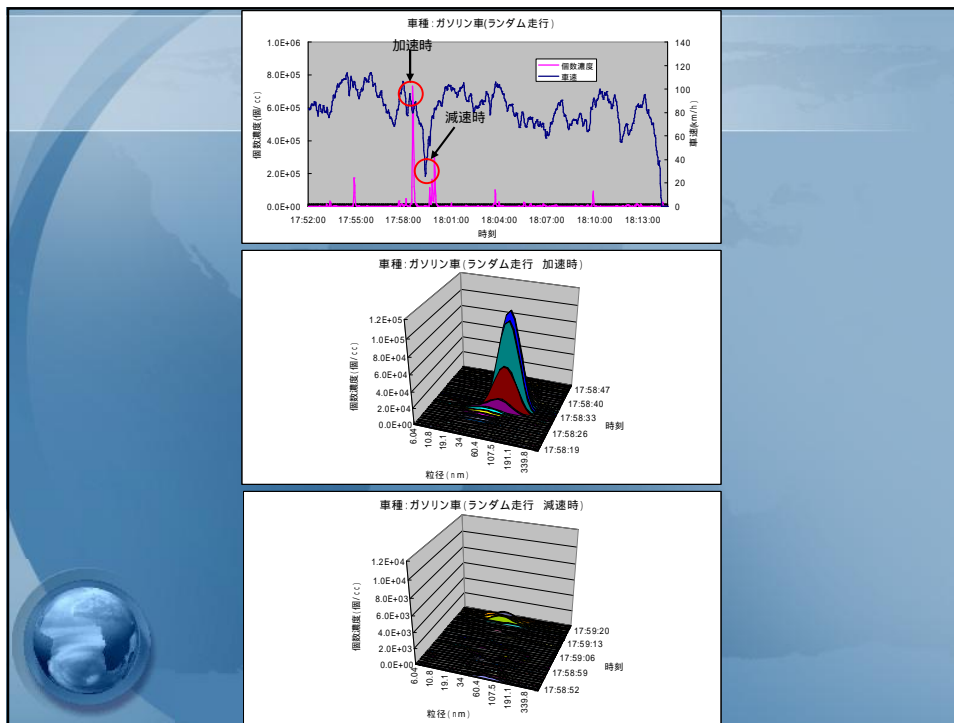 車種:ガソリン車(ランダム走行)
加速時
減速時
個数濃度
車速
個数濃度(個/cc)
1.0E+06
8.0E+05
6.0E+05
4.0E+05
2.0E+05
0.0E+00
140
120
100
80
60
40
20
0
車速(km/h)
17:52:00 17:55:00 17:58:00 18:01:00 18:04:00 18:07:00 18:10:00 18:13:00
時刻
車種:ガソリン車(ランダム走行 加速時)
個数濃度(個/cc)
1.2E+05
1.0E+05
8.0E+04
6.0E+04
4.0E+04
2.0E+04
0.0E+00
6.04 10.8 19.1 34 60.4 107.5 191.1 339.8
粒径(nm)
17:58:47
17:58:40
17:58:33
17:58:26
17:58:19
時刻
車種:ガソリン車(ランダム走行 減速時)
個数濃度(個/cc)
1.2E+04
1.0E+04
8.0E+03
6.0E+03
4.0E+03
2.0E+03
0.0E+00
6.04 10.8 19.1 34 60.4 107.5 191.1 339.8
粒径(nm)
17:59:20
17:59:13
17:59:06
17:58:59
17:58:52
時刻